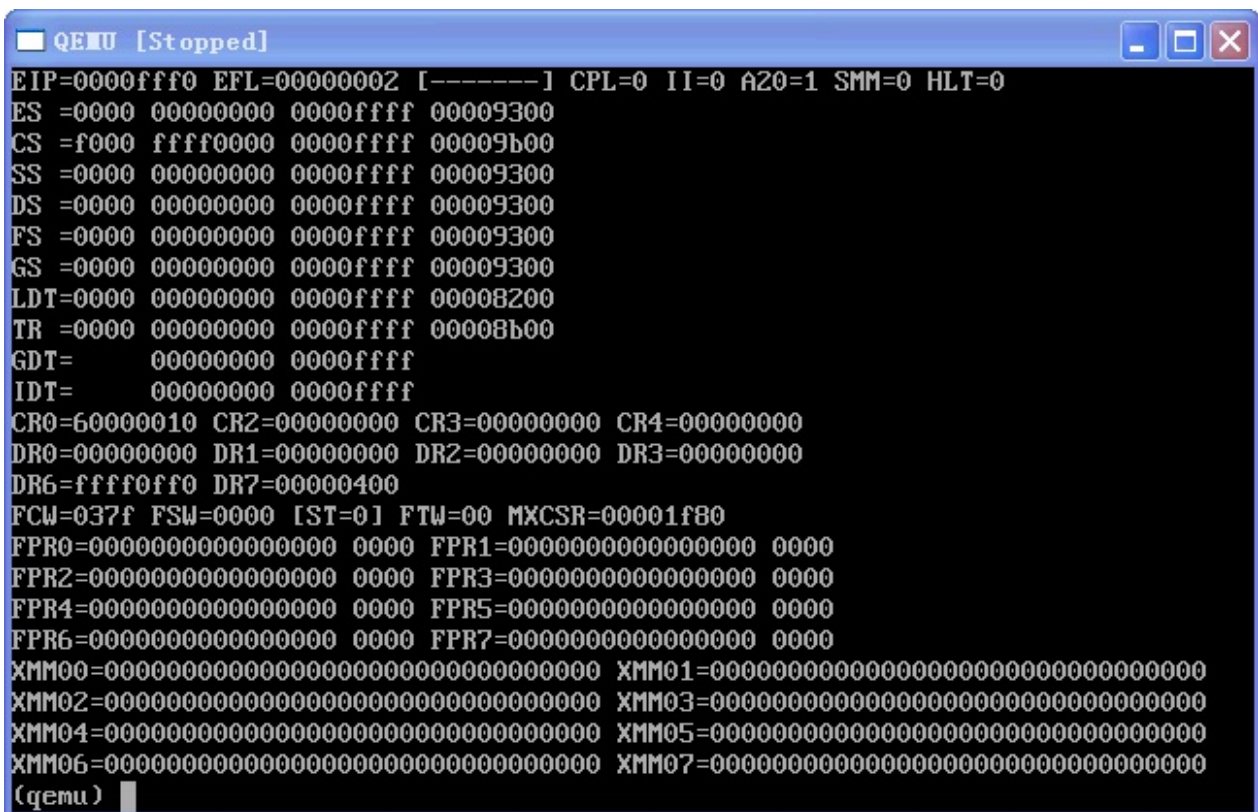 QEMU [Stopped]
EIP=0000fff0 EFL=00000002 [-------] CPL=0 II=0 A20=1 SMM=0 HLT=0
ES =0000 00000000 0000ffff 00009300
CS =f000 ffff0000 0000ffff 00009b00
SS =0000 00000000 0000ffff 00009300
DS =0000 00000000 0000ffff 00009300
FS =0000 00000000 0000ffff 00009300
GS =0000 00000000 0000ffff 00009300
LDT=0000 00000000 0000ffff 00008200
TR =0000 00000000 0000ffff 00008b00
GDT=     00000000 0000ffff
IDT=     00000000 0000ffff
CR0=60000010 CR2=00000000 CR3=00000000 CR4=00000000
DR0=00000000 DR1=00000000 DR2=00000000 DR3=00000000
DR6=ffff0ff0 DR7=00000400
FCW=037f FSW=0000 [ST=0] FTW=00 MXCSR=00001f80
FPR0=0000000000000000 0000 FPR1=0000000000000000 0000
FPR2=0000000000000000 0000 FPR3=0000000000000000 0000
FPR4=0000000000000000 0000 FPR5=0000000000000000 0000
FPR6=0000000000000000 0000 FPR7=0000000000000000 0000
XMM00=00000000000000000000000000000000 XMM01=00000000000000000000000000000000
XMM02=00000000000000000000000000000000 XMM03=00000000000000000000000000000000
XMM04=00000000000000000000000000000000 XMM05=00000000000000000000000000000000
XMM06=00000000000000000000000000000000 XMM07=00000000000000000000000000000000
(qemu)